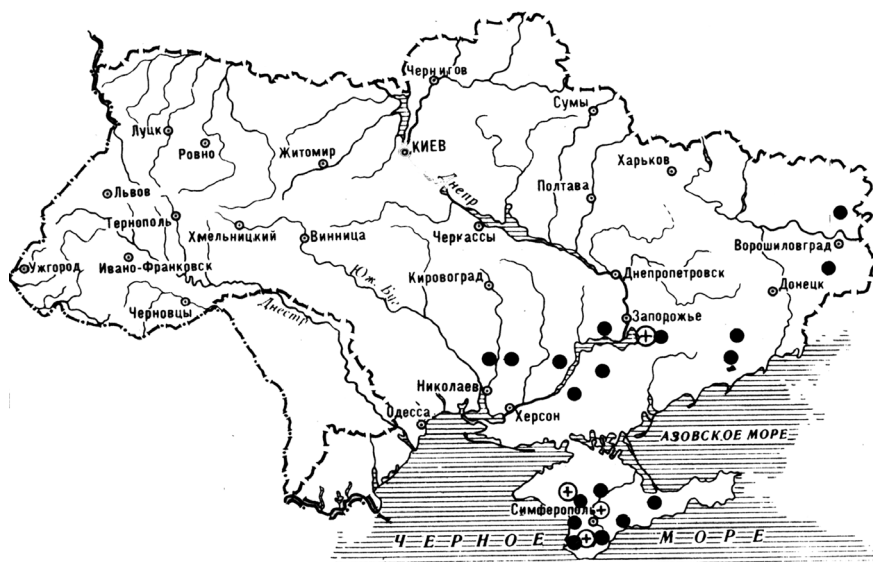 Чернигов
Сумы
Луцк
Ровно
Житомир
КИЕВ
Харьков
Львов
Днепр
Полтава
Тернополь
Хмельницкий
Винница
Черкассы
Ворошиловград
Ужгород
Ивано-Франковск
Юж. Буг
Кировоград
Днепропетровск
Донецк
Черновцы
Днестр
Заподожье
Николаев
Одесса
Херсон
АЗОВСКОЕ МОРЕ
Симферополь
ЧЕРНОЕ МОРЕ